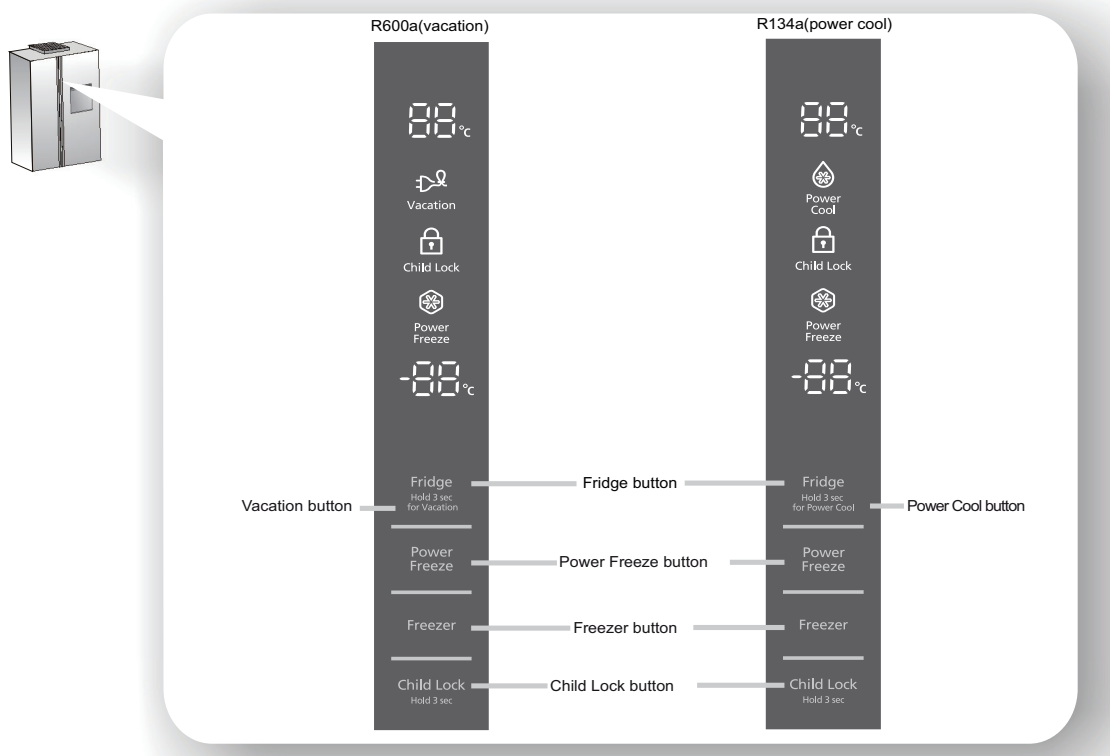 R600a(vacation)
88°C
Vacation
Child Lock
Power
Freeze
-88°C
Fridge
Hold 3 sec
for Vacation
Power
Freeze
Freezer
Child Lock
Hold 3 sec
Vacation button
Fridge button
Power Freeze button
Freezer button
Child Lock button
R134a(power cool)
88°C
Power
Cool
Child Lock
Power
Freeze
-88°C
Fridge
Hold 3 sec
for Power Cool
Power
Freeze
Freezer
Child Lock
Hold 3 sec
Power Cool button